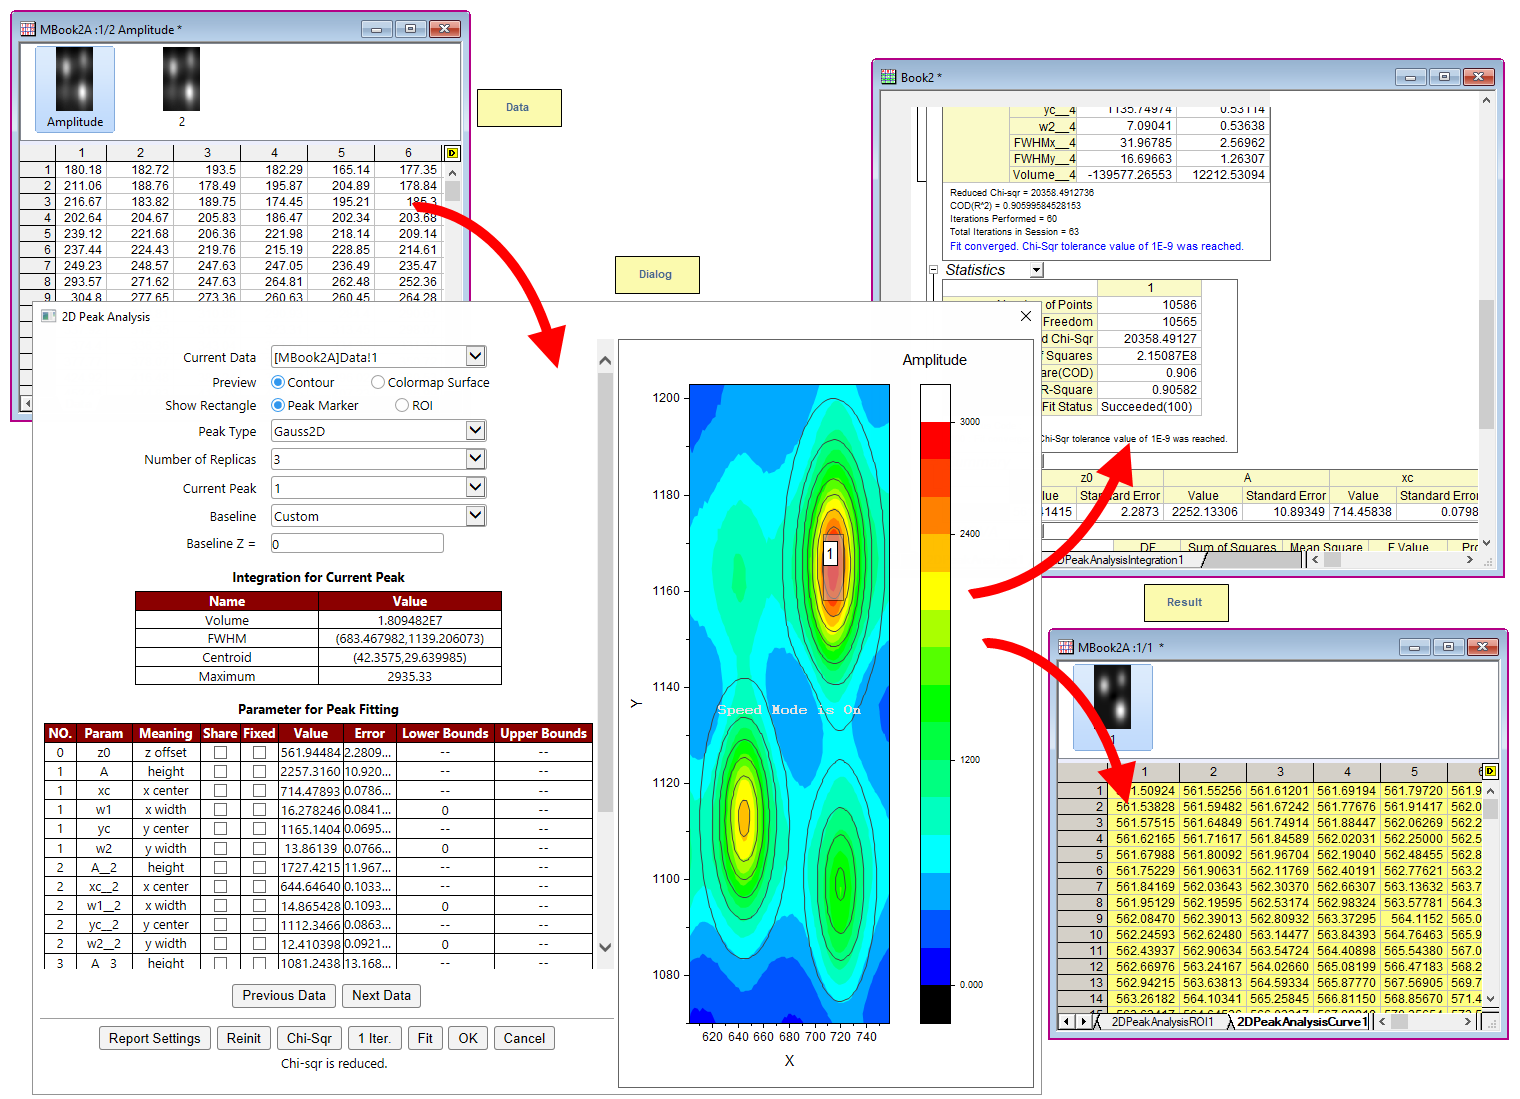 MBook2A :1/2 Amplitude *
Amplitude
2
1 2 3 4 5 6
1 180.18 182.72 193.5 182.29 165.14 177.35
2 211.06 188.76 178.49 195.87 204.89 178.84
3 216.67 183.82 189.75 174.45 195.21 185.3
4 202.64 204.67 205.83 186.47 202.34 203.68
5 239.12 221.68 206.36 221.98 218.14 209.14
6 237.44 224.43 219.76 215.19 228.85 214.61
7 249.23 248.57 247.63 247.05 236.49 235.47
8 293.57 271.62 247.63 264.81 262.48 252.36
9 304.8 277.65 273.36 260.63 260.45 264.28
Data
Dialog
Book2 *
yc__4 1135.74974 0.53114
w2__4 7.09041 0.53638
FWHMx__4 31.96785 2.56962
FWHMy__4 16.69663 1.26307
Volume__4 -139577.26553 12212.53094
Reduced Chi-sqr = 20358.4912736
COD(R^2) = 0.90599584528153
Iterations Performed = 60
Total Iterations in Session = 63
Fit converged. Chi-Sqr tolerance value of 1E-9 was reached.
Statistics
1
of Points 10586
Freedom 10565
d Chi-Sqr 20358.49127
f Squares 2.15087E8
are(COD) 0.906
R-Square 0.90582
Fit Status Succeeded(100)
Chi-Sqr tolerance value of 1E-9 was reached.
z0 A xc
lue Standard Error Value Standard Error Value Standard Erro
41415 2.2873 2252.13306 10.89349 714.45838 0.0798
DF Sum of Squares Mean Square F Value Pro
DPeakAnalysisIntegration1
Result
2D Peak Analysis
Current Data [MBook2A]Data!1
Preview Contour Colormap Surface
Show Rectangle Peak Marker ROI
Peak Type Gauss2D
Number of Replicas 3
Current Peak 1
Baseline Custom
Baseline Z = 0
Integration for Current Peak
Name Value
Volume 1.809482E7
FWHM (683.467982,1139.206073)
Centroid (42.3575,29.639985)
Maximum 2935.33
Parameter for Peak Fitting
NO. Param Meaning Share Fixed Value Error Lower Bounds Upper Bounds
0 z0 z offset 561.94484 2.2809... -- --
1 A height 2257.3160 10.920... -- --
1 xc x center 714.47893 0.0786... -- --
1 w1 x width 16.278246 0.0841... 0 --
1 yc y center 1165.1404 0.0695... -- --
1 w2 y width 13.86139 0.0766... 0 --
2 A__2 height 1727.4215 11.967... -- --
2 xc__2 x center 644.64640 0.1033... -- --
2 w1__2 x width 14.865428 0.1093... 0 --
2 yc__2 y center 1112.3466 0.0863... -- --
2 w2__2 y width 12.410398 0.0921... 0 --
3 A__3 height 1081.2438 13.168... -- --
Previous Data Next Data
Report Settings Reinit Chi-Sqr 1 Iter. Fit OK Cancel
Chi-sqr is reduced.
Amplitude
1200
1180
1160
1140
1120
1100
1080
Y
1
Speed Mode is On
620 640 660 680 700 720 740
X
3000
2400
1200
0.000
MBook2A :1/1 *
1
1 2 3 4 5 6
1 561.50924 561.55256 561.61201 561.69194 561.79720 561.9
2 561.53828 561.59482 561.67242 561.77676 561.91417 562.0
3 561.57515 561.64849 561.74914 561.88447 562.06269 562.2
4 561.62165 561.71617 561.84589 562.02031 562.25000 562.5
5 561.67988 561.80092 561.96704 562.19040 562.48455 562.8
6 561.75229 561.90631 562.11769 562.40191 562.77621 563.2
7 561.84169 562.03643 562.30370 562.66307 563.13632 563.7
8 561.95129 562.19595 562.53174 562.98324 563.57781 564.3
9 562.08470 562.39013 562.80932 563.37295 564.1152 565.0
10 562.24593 562.62480 563.14477 563.84393 564.76463 565.9
11 562.43937 562.90634 563.54724 564.40898 565.54380 567.0
12 562.66976 563.24167 564.02660 565.08199 566.47183 568.2
13 562.94215 563.63813 564.59334 565.87770 567.56905 569.7
14 563.26182 564.10341 565.25845 566.81150 568.85670 571.4
2DPeakAnalysisROI1 2DPeakAnalysisCurve1